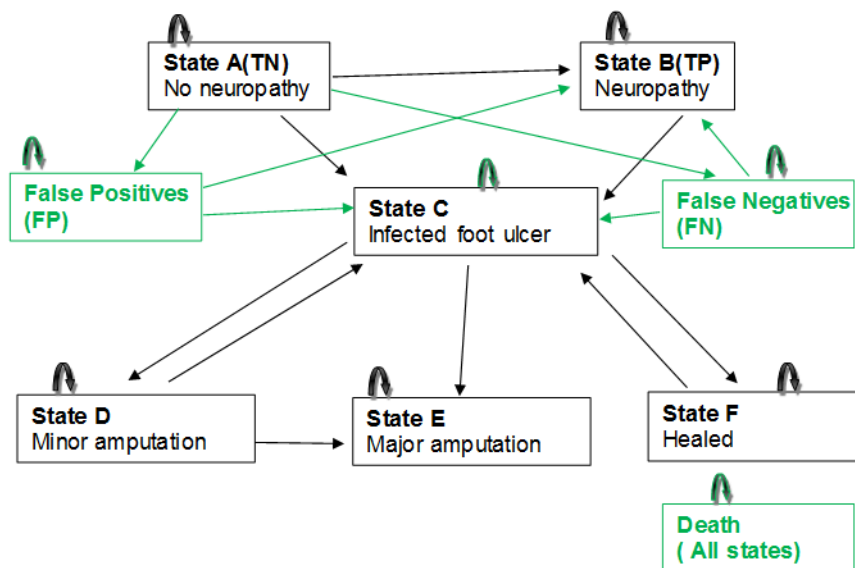 State A(TN)
No neuropathy
State B(TP)
Neuropathy
False Positives
(FP)
State C
Infected foot ulcer
False Negatives
(FN)
State D
Minor amputation
State E
Major amputation
State F
Healed
Death
( All states)